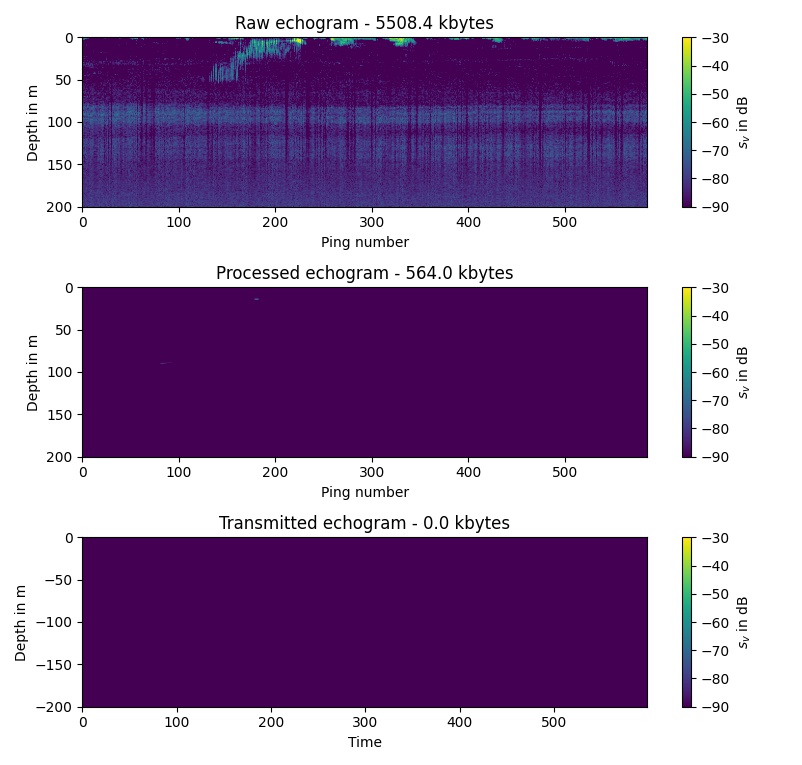 Raw echogram - 5508.4 kbytes
0
50
100
150
200
Depth in m
0 100 200 300 400 500
Ping number
−30
−40
−50
−60
−70
−80
−90
sv in dB
Processed echogram - 564.0 kbytes
0
50
100
150
200
Depth in m
0 100 200 300 400 500
Ping number
−30
−40
−50
−60
−70
−80
−90
sv in dB
Transmitted echogram - 0.0 kbytes
0
−50
−100
−150
−200
Depth in m
0 100 200 300 400 500
Time
−30
−40
−50
−60
−70
−80
−90
sv in dB